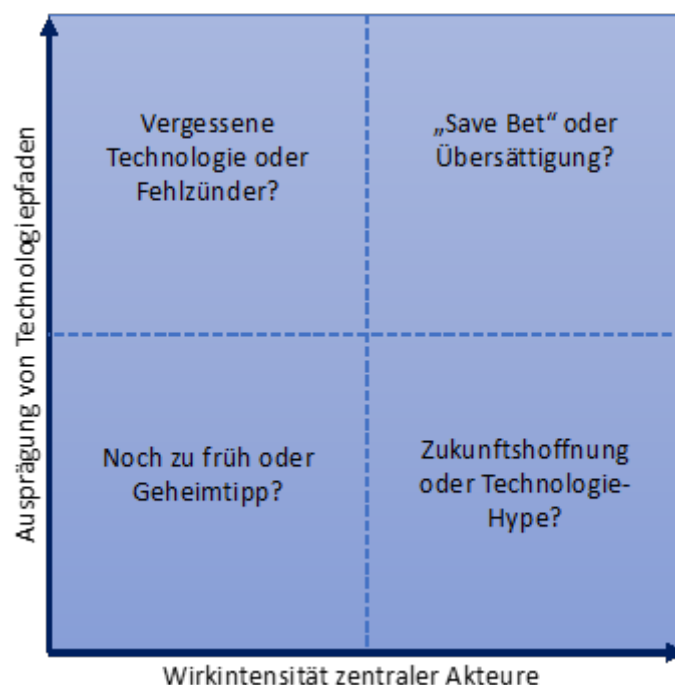 Ausprägung von Technologiepfaden
Vergessene
Technologie oder
Fehlzünder?
„Save Bet“ oder
Übersättigung?
Noch zu früh oder
Geheimtipp?
Zukunftshoffnung
oder Technologie-
Hype?
Wirkintensität zentraler Akteure